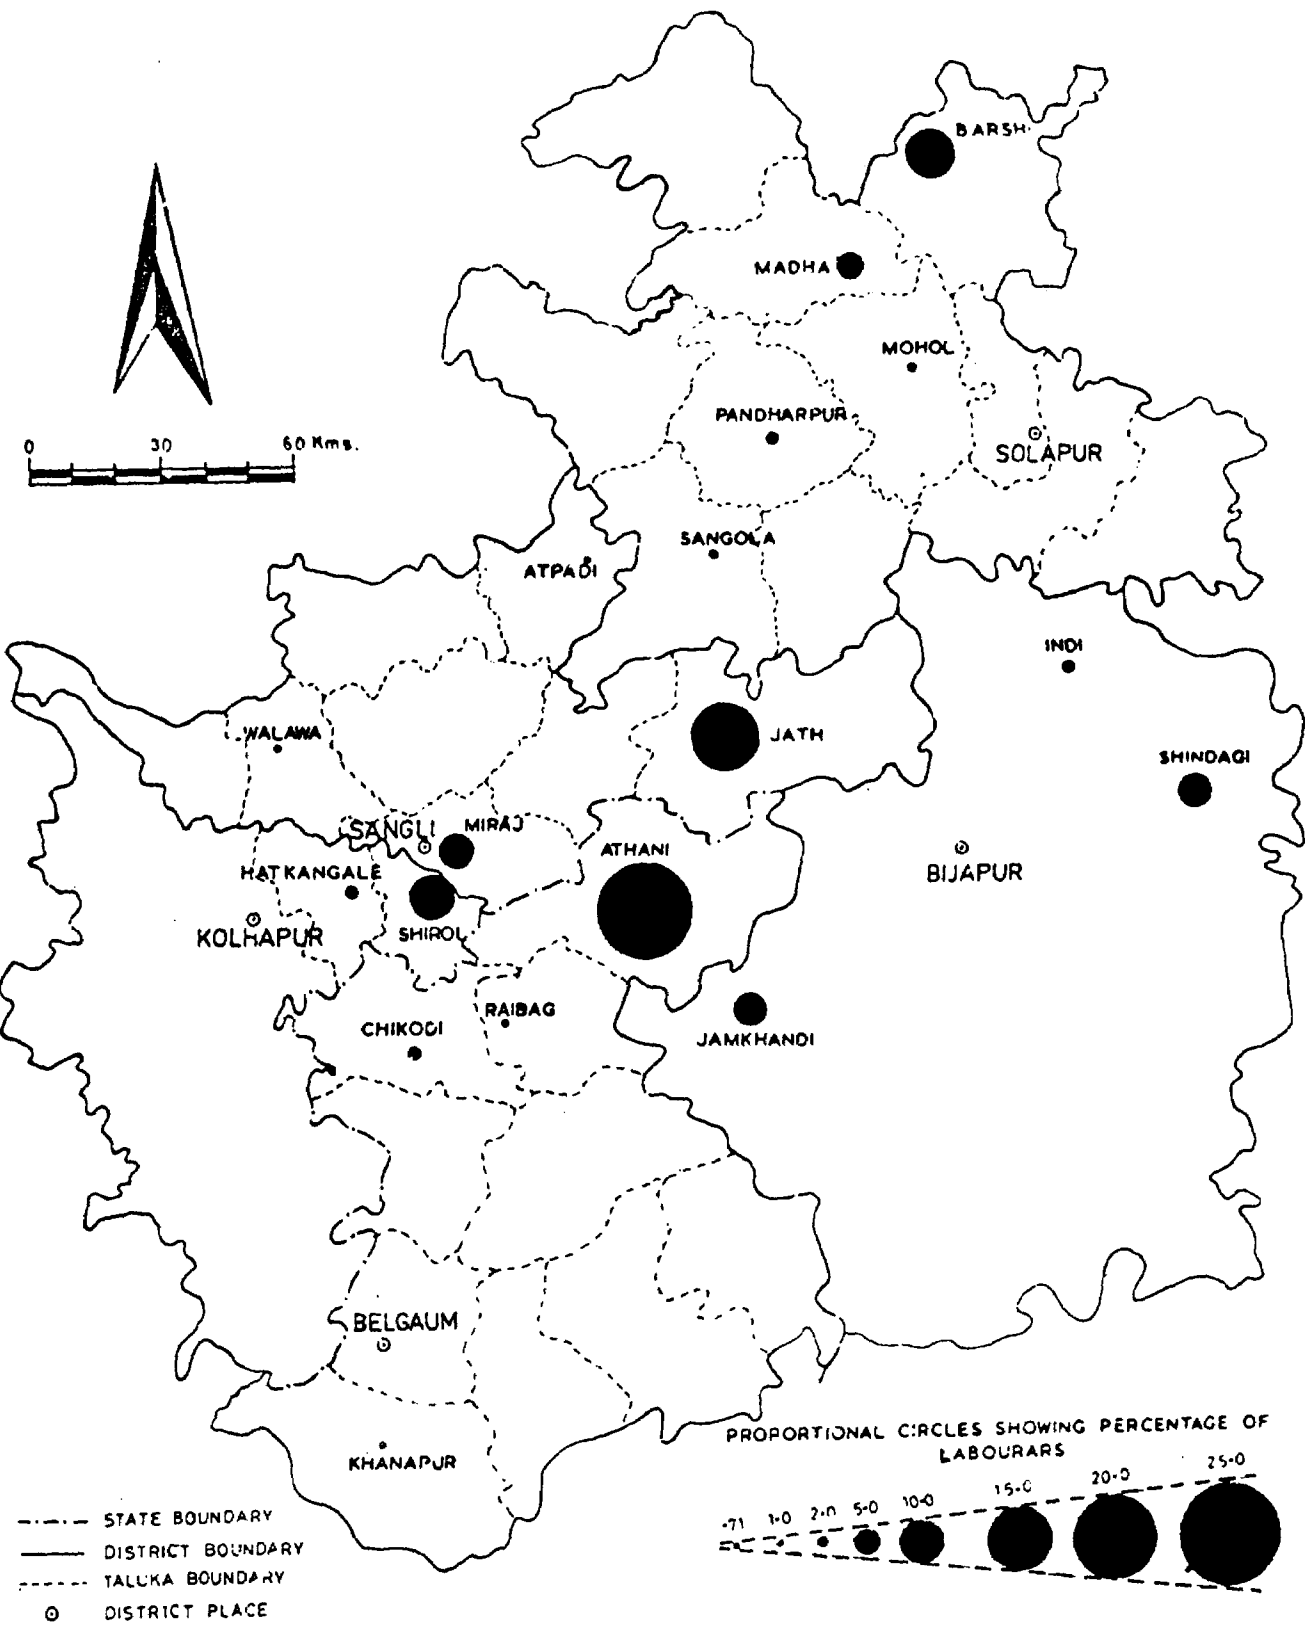 BARSH
MADHA
MOHOL
PANDHARPUR
SOLAPUR
SANGOLA
ATPADI
INDI
WALAWA
JATH
SHINDAGI
SANGLI
MIRAJ
ATHANI
HATKANGALE
BIJAPUR
SHIROL
KOLHAPUR
RAIBAG
CHIKODI
JAMKHANDI
BELGAUM
KHANAPUR
0 30 60 Kms.
PROPORTIONAL CIRCLES SHOWING PERCENTAGE OF
LABOURARS
.71 1.0 2.0 5.0 10.0 15.0 20.0 25.0
STATE BOUNDARY
DISTRICT BOUNDARY
TALUKA BOUNDARY
DISTRICT PLACE